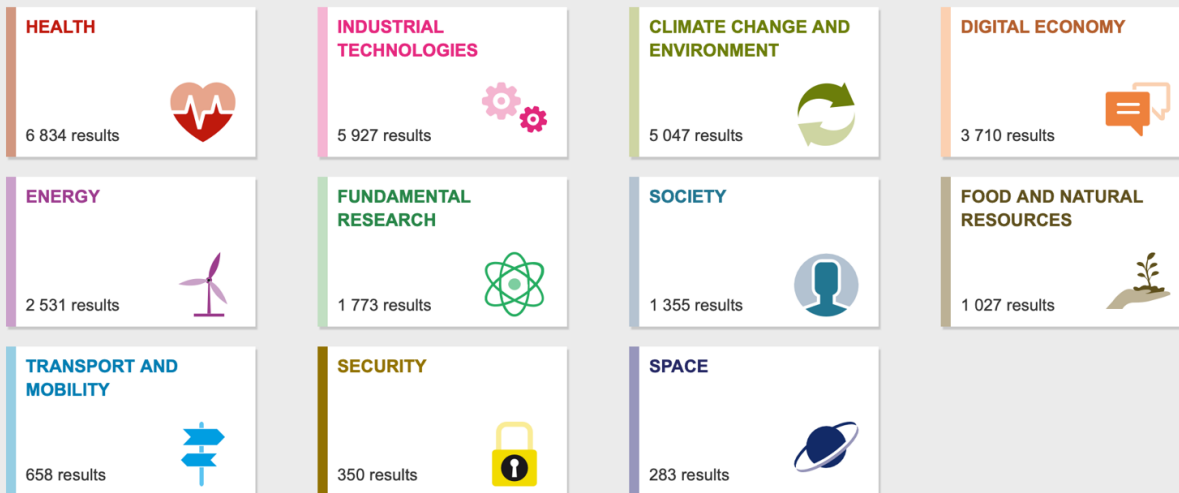 HEALTH
6 834 results
INDUSTRIAL
TECHNOLOGIES
5 927 results
CLIMATE CHANGE AND
ENVIRONMENT
5 047 results
DIGITAL ECONOMY
3 710 results
ENERGY
2 531 results
FUNDAMENTAL
RESEARCH
1 773 results
SOCIETY
1 355 results
FOOD AND NATURAL
RESOURCES
1 027 results
TRANSPORT AND
MOBILITY
658 results
SECURITY
350 results
SPACE
283 results